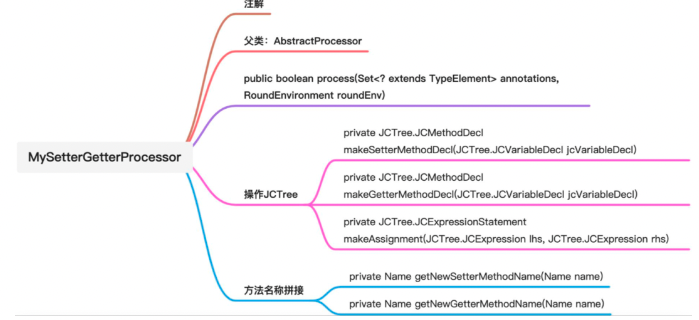 注解
父类：AbstractProcessor
public boolean process(Set<? extends TypeElement> annotations,
RoundEnvironment roundEnv)
MySetterGetterProcessor
操作JCTree
private JCTree.JCMethodDecl
makeSetterMethodDecl(JCTree.JCVariableDecl jcVariableDecl)
private JCTree.JCMethodDecl
makeGetterMethodDecl(JCTree.JCVariableDecl jcVariableDecl)
private JCTree.JCExpressionStatement
makeAssignment(JCTree.JCExpression lhs, JCTree.JCExpression rhs)
方法名称拼接
private Name getNewSetterMethodName(Name name)
private Name getNewGetterMethodName(Name name)